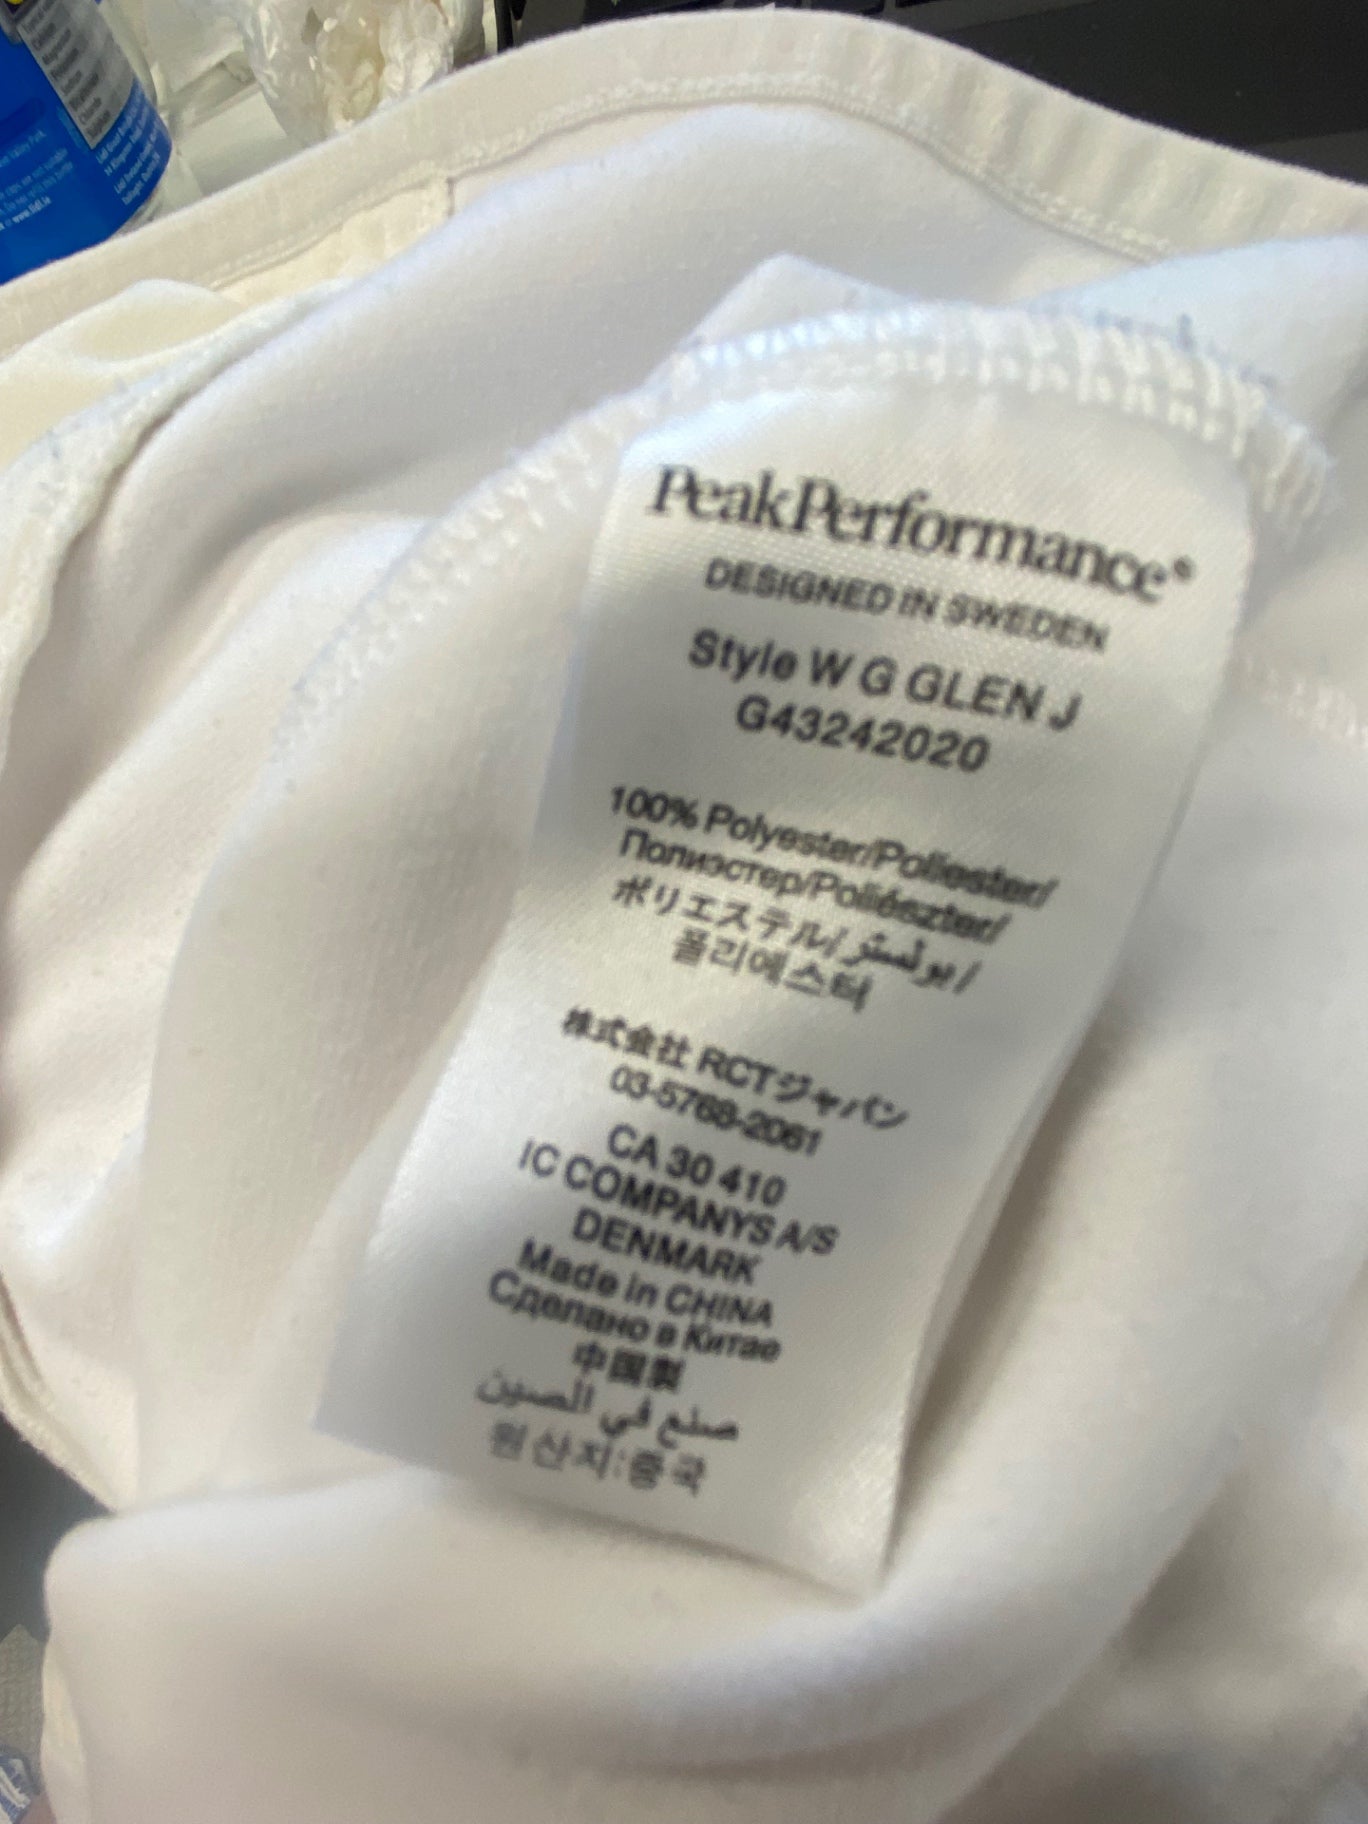 PeakPerformance®
DESIGNED IN SWEDEN
Style W G GLEN J
G43242020
100% Polyester/Poliester/
Полиэстер/Poliészter/
ポリエステル/بوليستر/
폴리에스터
株式会社 RCTジャパン
03-5768-2061
CA 30 410
IC COMPANYS A/S
DENMARK
Made in CHINA
Сделано в Китае
中国製
صنع في الصين
원산지:중국
www.lidl.ie